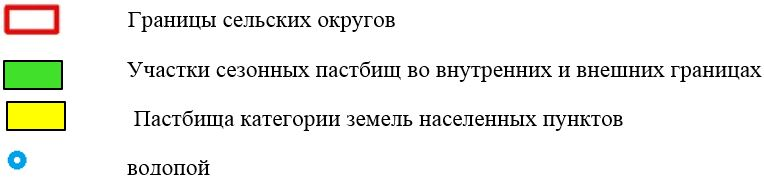 Границы сельских округов
Участки сезонных пастбищ во внутренних и внешних границах
Пастбища категории земель населенных пунктов
водопой